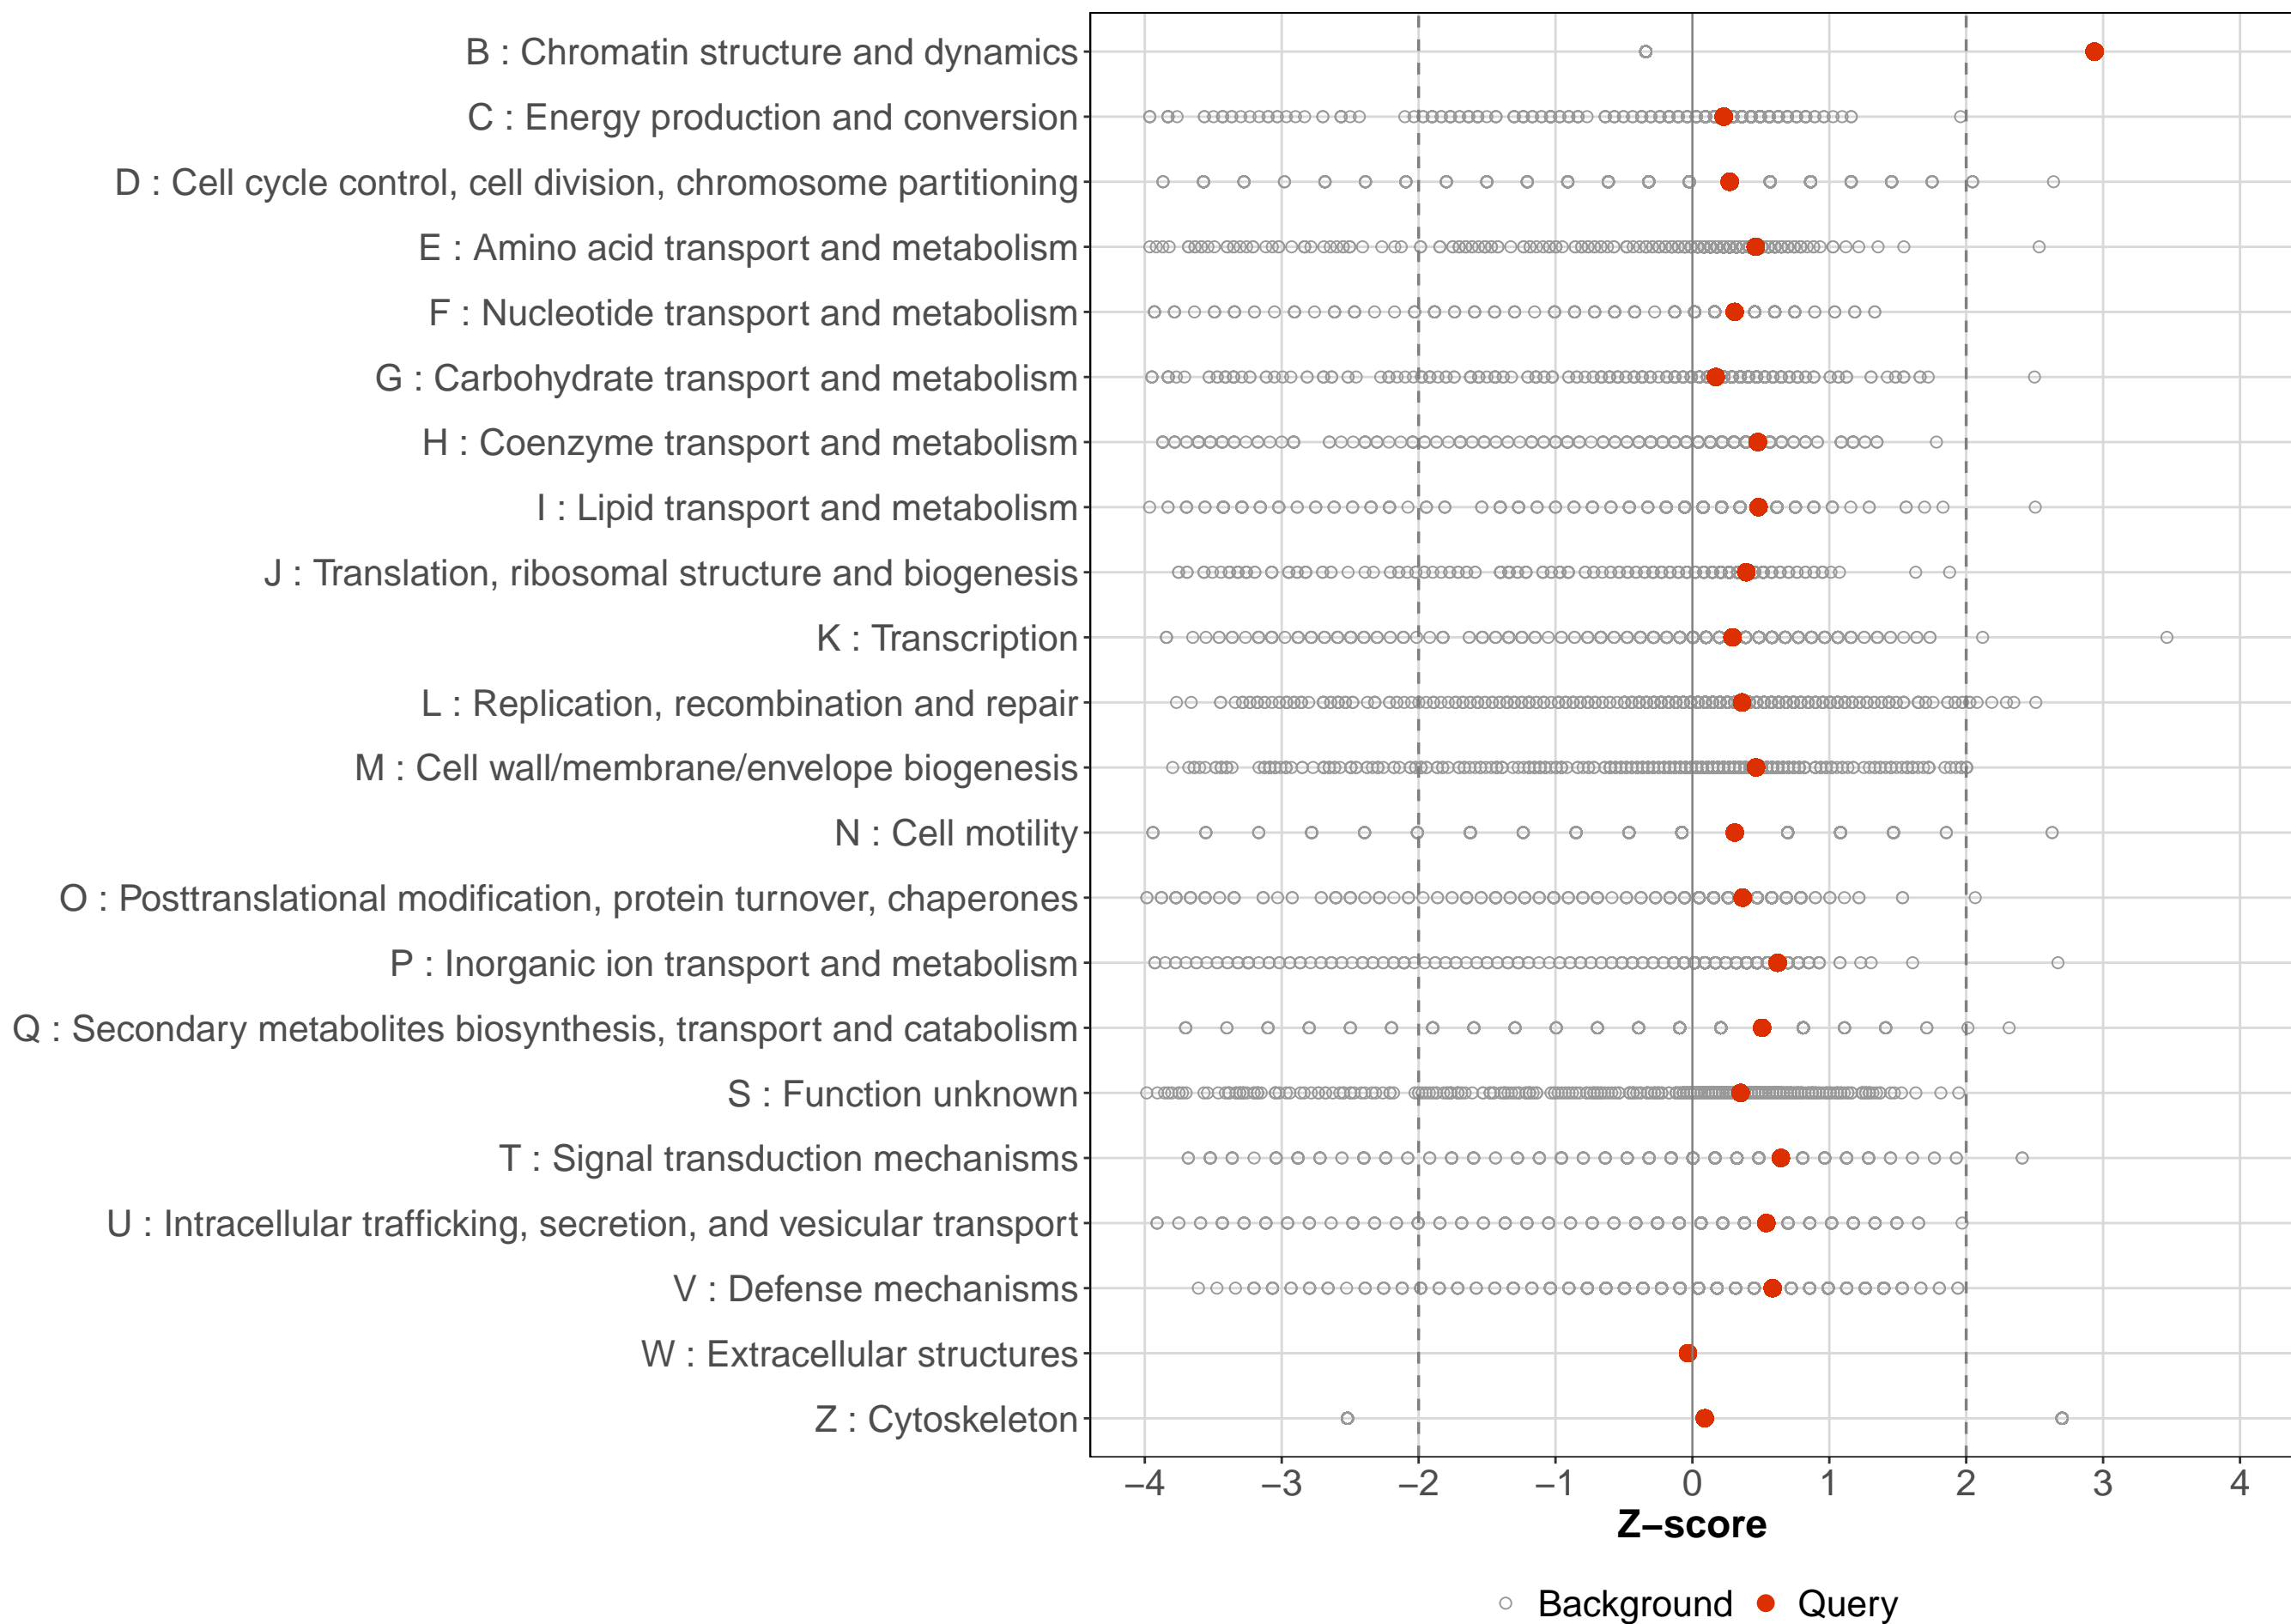 B : Chromatin structure and dynamics
C : Energy production and conversion
D : Cell cycle control, cell division, chromosome partitioning
E : Amino acid transport and metabolism
F : Nucleotide transport and metabolism
G : Carbohydrate transport and metabolism
H : Coenzyme transport and metabolism
I : Lipid transport and metabolism
J : Translation, ribosomal structure and biogenesis
K : Transcription
L : Replication, recombination and repair
M : Cell wall/membrane/envelope biogenesis
N : Cell motility
O : Posttranslational modification, protein turnover, chaperones
P : Inorganic ion transport and metabolism
Q : Secondary metabolites biosynthesis, transport and catabolism
S : Function unknown
T : Signal transduction mechanisms
U : Intracellular trafficking, secretion, and vesicular transport
V : Defense mechanisms
W : Extracellular structures
Z : Cytoskeleton
−4 −3 −2 −1 0 1 2 3 4
Z−score
Background Query